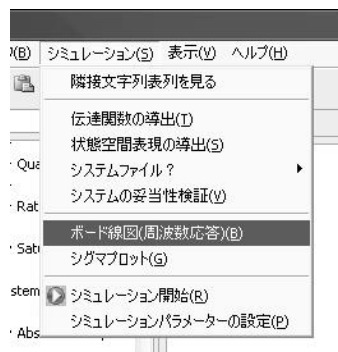 (B) シミュレーション(S) 表示(V) ヘルプ(H)
隣接文字列表列を見る
伝達関数の導出(T)
状態空間表現の導出(S)
Qua
システムファイル?
システムの妥当性検証(V)
Rat
ボード線図(周波数応答)(B)
Satu
シグマプロット(G)
stem
シミュレーション開始(R)
シミュレーションパラメーターの設定(P)
Abs